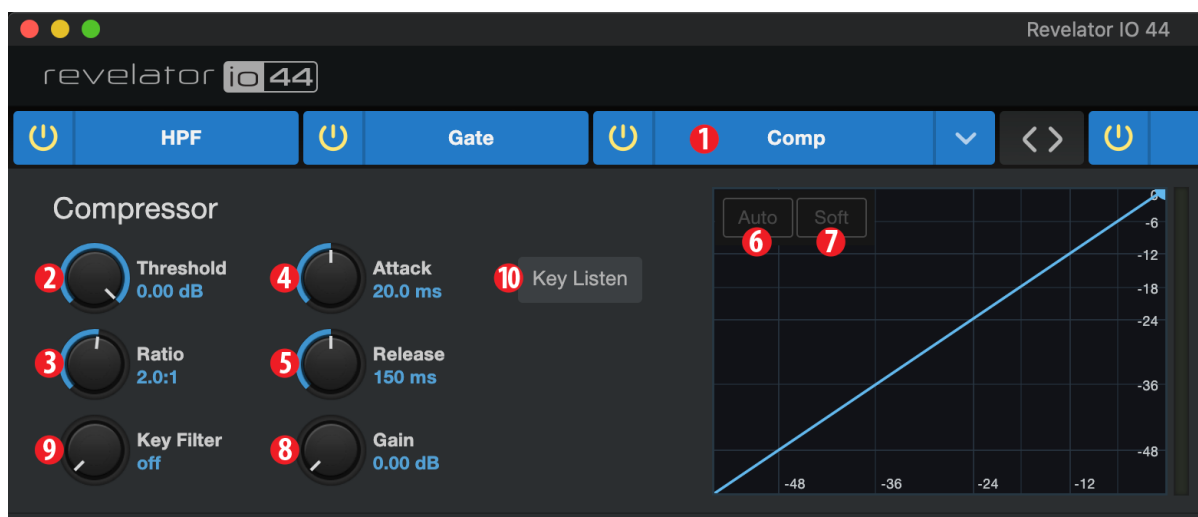 Revelator IO 44
revelator io 44
HPF
Gate
1
Comp
Compressor
2
Threshold
0.00 dB
4
Attack
20.0 ms
10
Key Listen
3
Ratio
2.0:1
5
Release
150 ms
9
Key Filter
off
8
Gain
0.00 dB
Auto
Soft
6
7
0
-6
-12
-18
-24
-36
-48
-48
-36
-24
-12